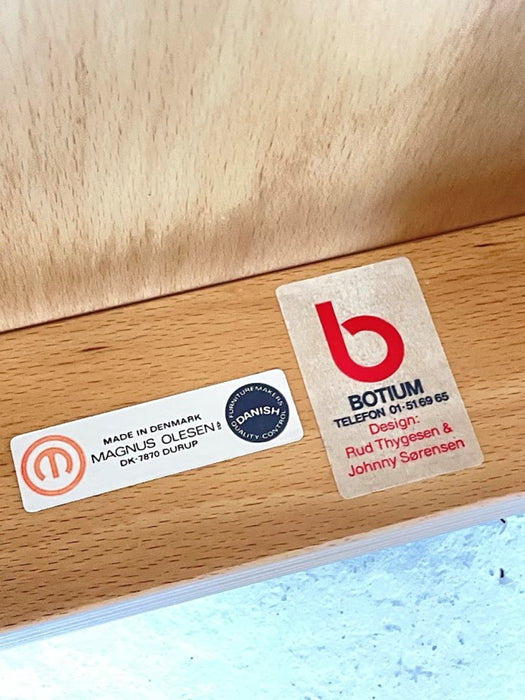 MADE IN DENMARK
MAGNUS OLESEN A/S
DK-7870 DURUP
FURNITUREMAKERS
DANISH
QUALITY CONTROL
b
BOTIUM
TELEFON 01·51 69 65
Design:
Rud Thygesen &
Johnny Sørensen